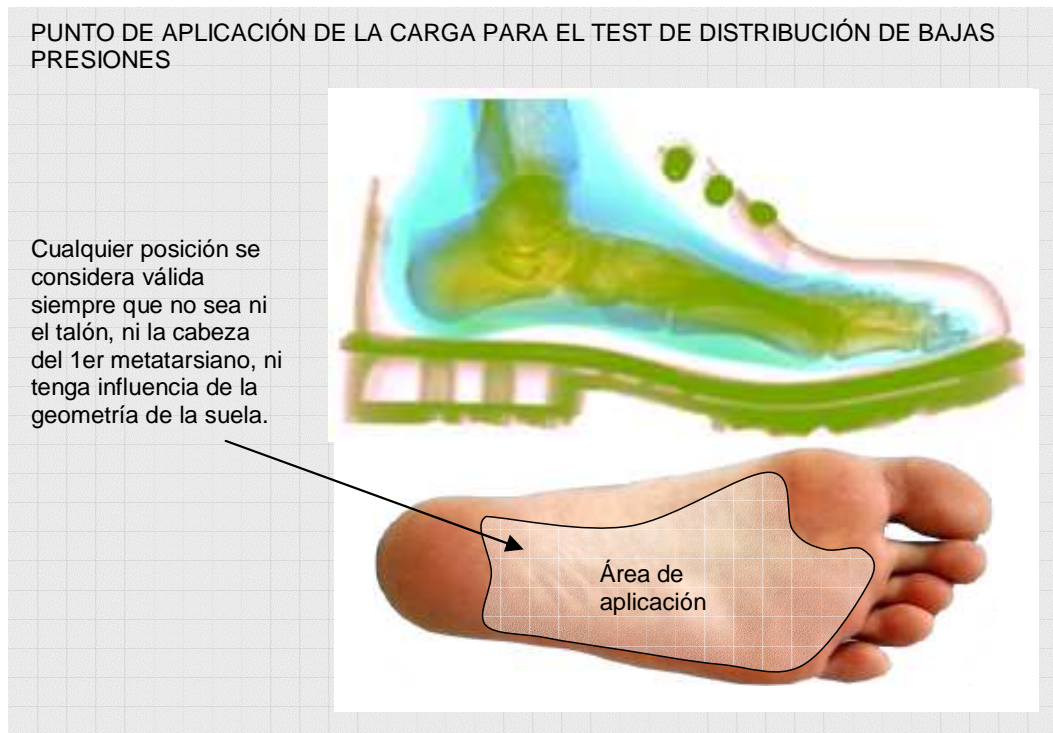 PUNTO DE APLICACIÓN DE LA CARGA PARA EL TEST DE DISTRIBUCIÓN DE BAJAS
PRESIONES
Cualquier posición se
considera válida
siempre que no sea ni
el talón, ni la cabeza
del 1er metatarsiano, ni
tenga influencia de la
geometría de la suela.
Área de
aplicación